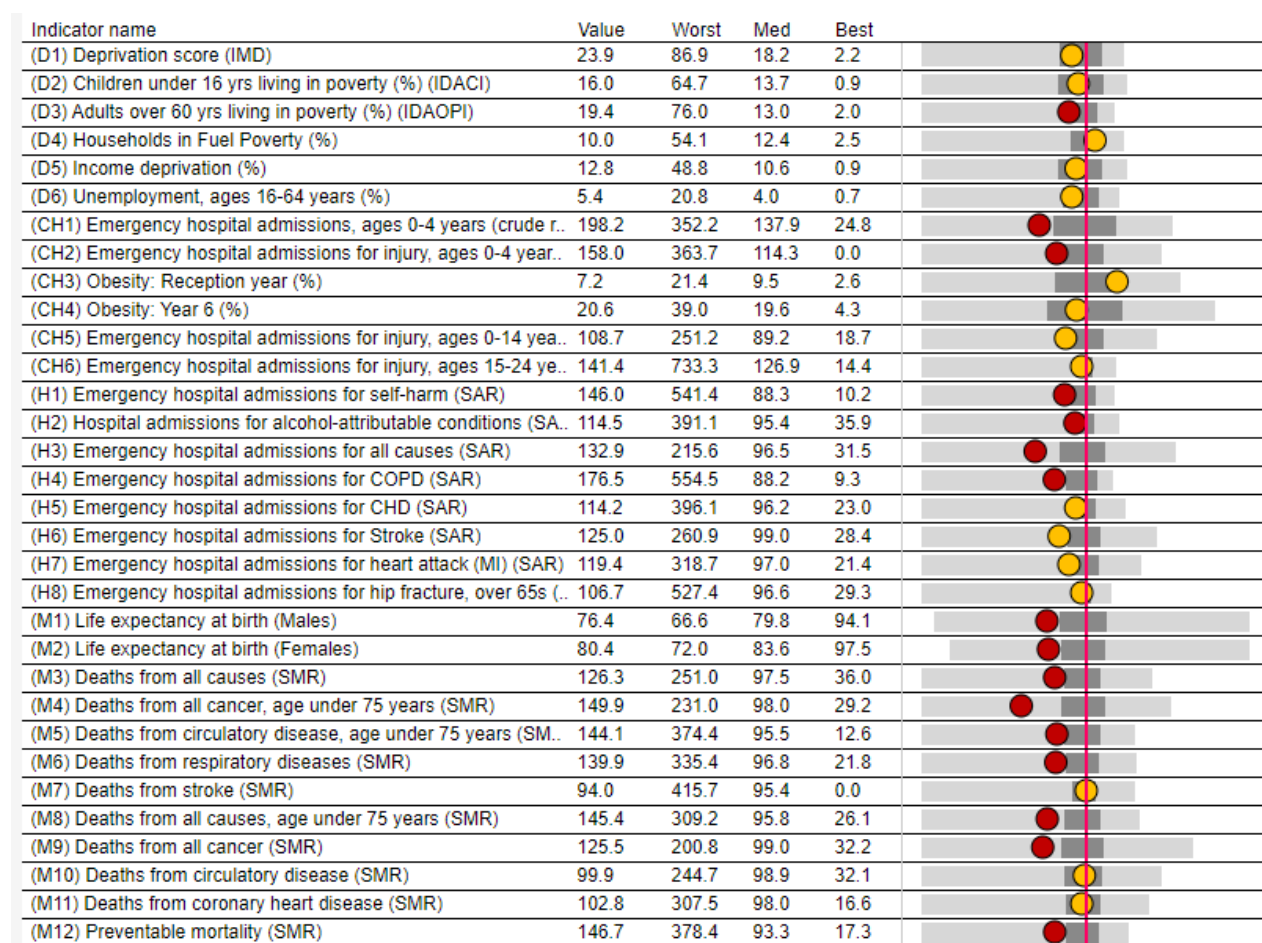 Indicator name Value Worst Med Best
(D1) Deprivation score (IMD) 23.9 86.9 18.2 2.2
(D2) Children under 16 yrs living in poverty (%) (IDACI) 16.0 64.7 13.7 0.9
(D3) Adults over 60 yrs living in poverty (%) (IDAOPI) 19.4 76.0 13.0 2.0
(D4) Households in Fuel Poverty (%) 10.0 54.1 12.4 2.5
(D5) Income deprivation (%) 12.8 48.8 10.6 0.9
(D6) Unemployment, ages 16-64 years (%) 5.4 20.8 4.0 0.7
(CH1) Emergency hospital admissions, ages 0-4 years (crude r.. 198.2 352.2 137.9 24.8
(CH2) Emergency hospital admissions for injury, ages 0-4 year.. 158.0 363.7 114.3 0.0
(CH3) Obesity: Reception year (%) 7.2 21.4 9.5 2.6
(CH4) Obesity: Year 6 (%) 20.6 39.0 19.6 4.3
(CH5) Emergency hospital admissions for injury, ages 0-14 yea.. 108.7 251.2 89.2 18.7
(CH6) Emergency hospital admissions for injury, ages 15-24 ye.. 141.4 733.3 126.9 14.4
(H1) Emergency hospital admissions for self-harm (SAR) 146.0 541.4 88.3 10.2
(H2) Hospital admissions for alcohol-attributable conditions (SA.. 114.5 391.1 95.4 35.9
(H3) Emergency hospital admissions for all causes (SAR) 132.9 215.6 96.5 31.5
(H4) Emergency hospital admissions for COPD (SAR) 176.5 554.5 88.2 9.3
(H5) Emergency hospital admissions for CHD (SAR) 114.2 396.1 96.2 23.0
(H6) Emergency hospital admissions for Stroke (SAR) 125.0 260.9 99.0 28.4
(H7) Emergency hospital admissions for heart attack (MI) (SAR) 119.4 318.7 97.0 21.4
(H8) Emergency hospital admissions for hip fracture, over 65s (.. 106.7 527.4 96.6 29.3
(M1) Life expectancy at birth (Males) 76.4 66.6 79.8 94.1
(M2) Life expectancy at birth (Females) 80.4 72.0 83.6 97.5
(M3) Deaths from all causes (SMR) 126.3 251.0 97.5 36.0
(M4) Deaths from all cancer, age under 75 years (SMR) 149.9 231.0 98.0 29.2
(M5) Deaths from circulatory disease, age under 75 years (SM.. 144.1 374.4 95.5 12.6
(M6) Deaths from respiratory diseases (SMR) 139.9 335.4 96.8 21.8
(M7) Deaths from stroke (SMR) 94.0 415.7 95.4 0.0
(M8) Deaths from all causes, age under 75 years (SMR) 145.4 309.2 95.8 26.1
(M9) Deaths from all cancer (SMR) 125.5 200.8 99.0 32.2
(M10) Deaths from circulatory disease (SMR) 99.9 244.7 98.9 32.1
(M11) Deaths from coronary heart disease (SMR) 102.8 307.5 98.0 16.6
(M12) Preventable mortality (SMR) 146.7 378.4 93.3 17.3